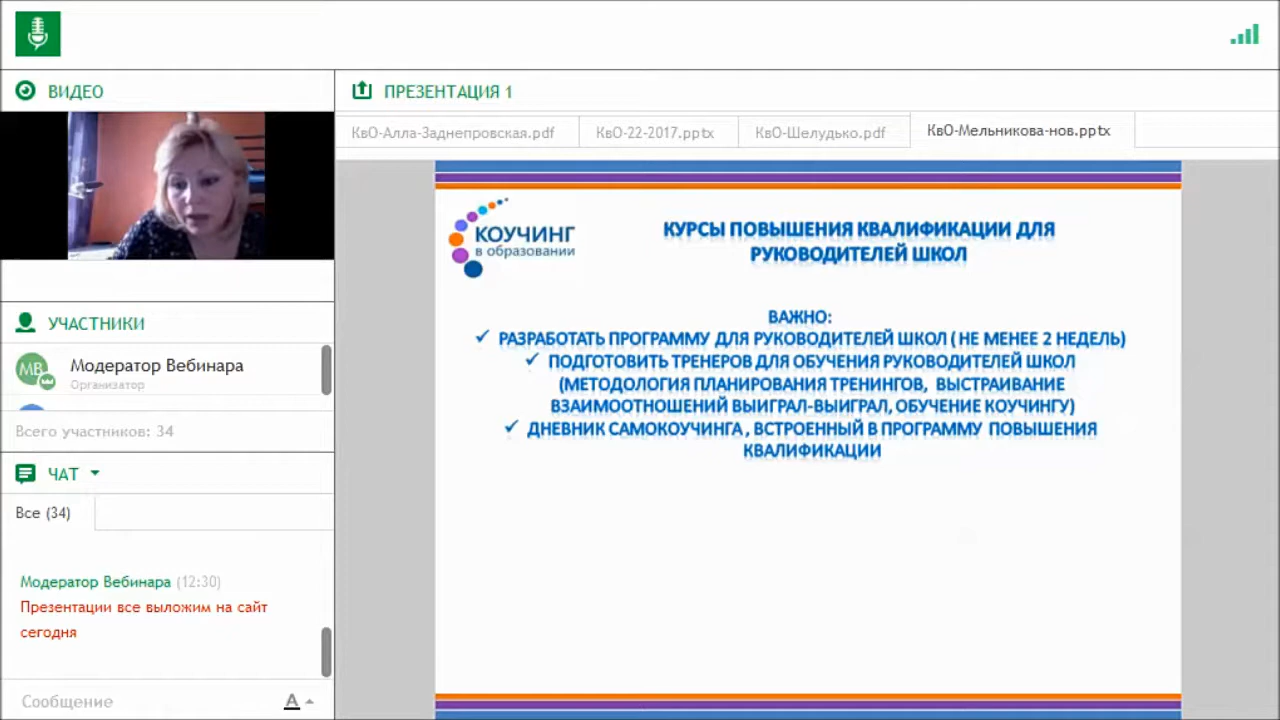 ВИДЕО
ПРЕЗЕНТАЦИЯ 1
КвО-Алла-Заднепровская.pdf
КвО-22-2017.pptx
КвО-Шелудько.pdf
КвО-Мельникова-нов.pptx
КОУЧИНГ
в образовании
КУРСЫ ПОВЫШЕНИЯ КВАЛИФИКАЦИИ ДЛЯ
РУКОВОДИТЕЛЕЙ ШКОЛ
ВАЖНО:
✓ РАЗРАБОТАТЬ ПРОГРАММУ ДЛЯ РУКОВОДИТЕЛЕЙ ШКОЛ ( НЕ МЕНЕЕ 2 НЕДЕЛЬ)
✓ ПОДГОТОВИТЬ ТРЕНЕРОВ ДЛЯ ОБУЧЕНИЯ РУКОВОДИТЕЛЕЙ ШКОЛ
(МЕТОДОЛОГИЯ ПЛАНИРОВАНИЯ ТРЕНИНГОВ, ВЫСТРАИВАНИЕ
ВЗАИМООТНОШЕНИЙ ВЫИГРАЛ-ВЫИГРАЛ, ОБУЧЕНИЕ КОУЧИНГУ)
✓ ДНЕВНИК САМОКОУЧИНГА , ВСТРОЕННЫЙ В ПРОГРАММУ ПОВЫШЕНИЯ
КВАЛИФИКАЦИИ
УЧАСТНИКИ
МВ
Модератор Вебинара
Организатор
Всего участников: 34
ЧАТ
Все (34)
Модератор Вебинара (12:30)
Презентации все выложим на сайт
сегодня
Сообщение
A